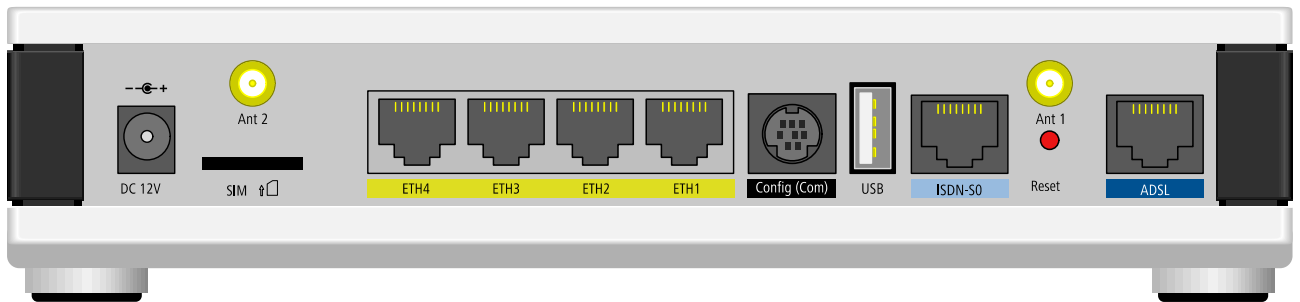 Ant 2
Ant 1
DC 12V
SIM
ETH4
ETH3
ETH2
ETH1
Config (Com)
USB
ISDN-S0
Reset
ADSL